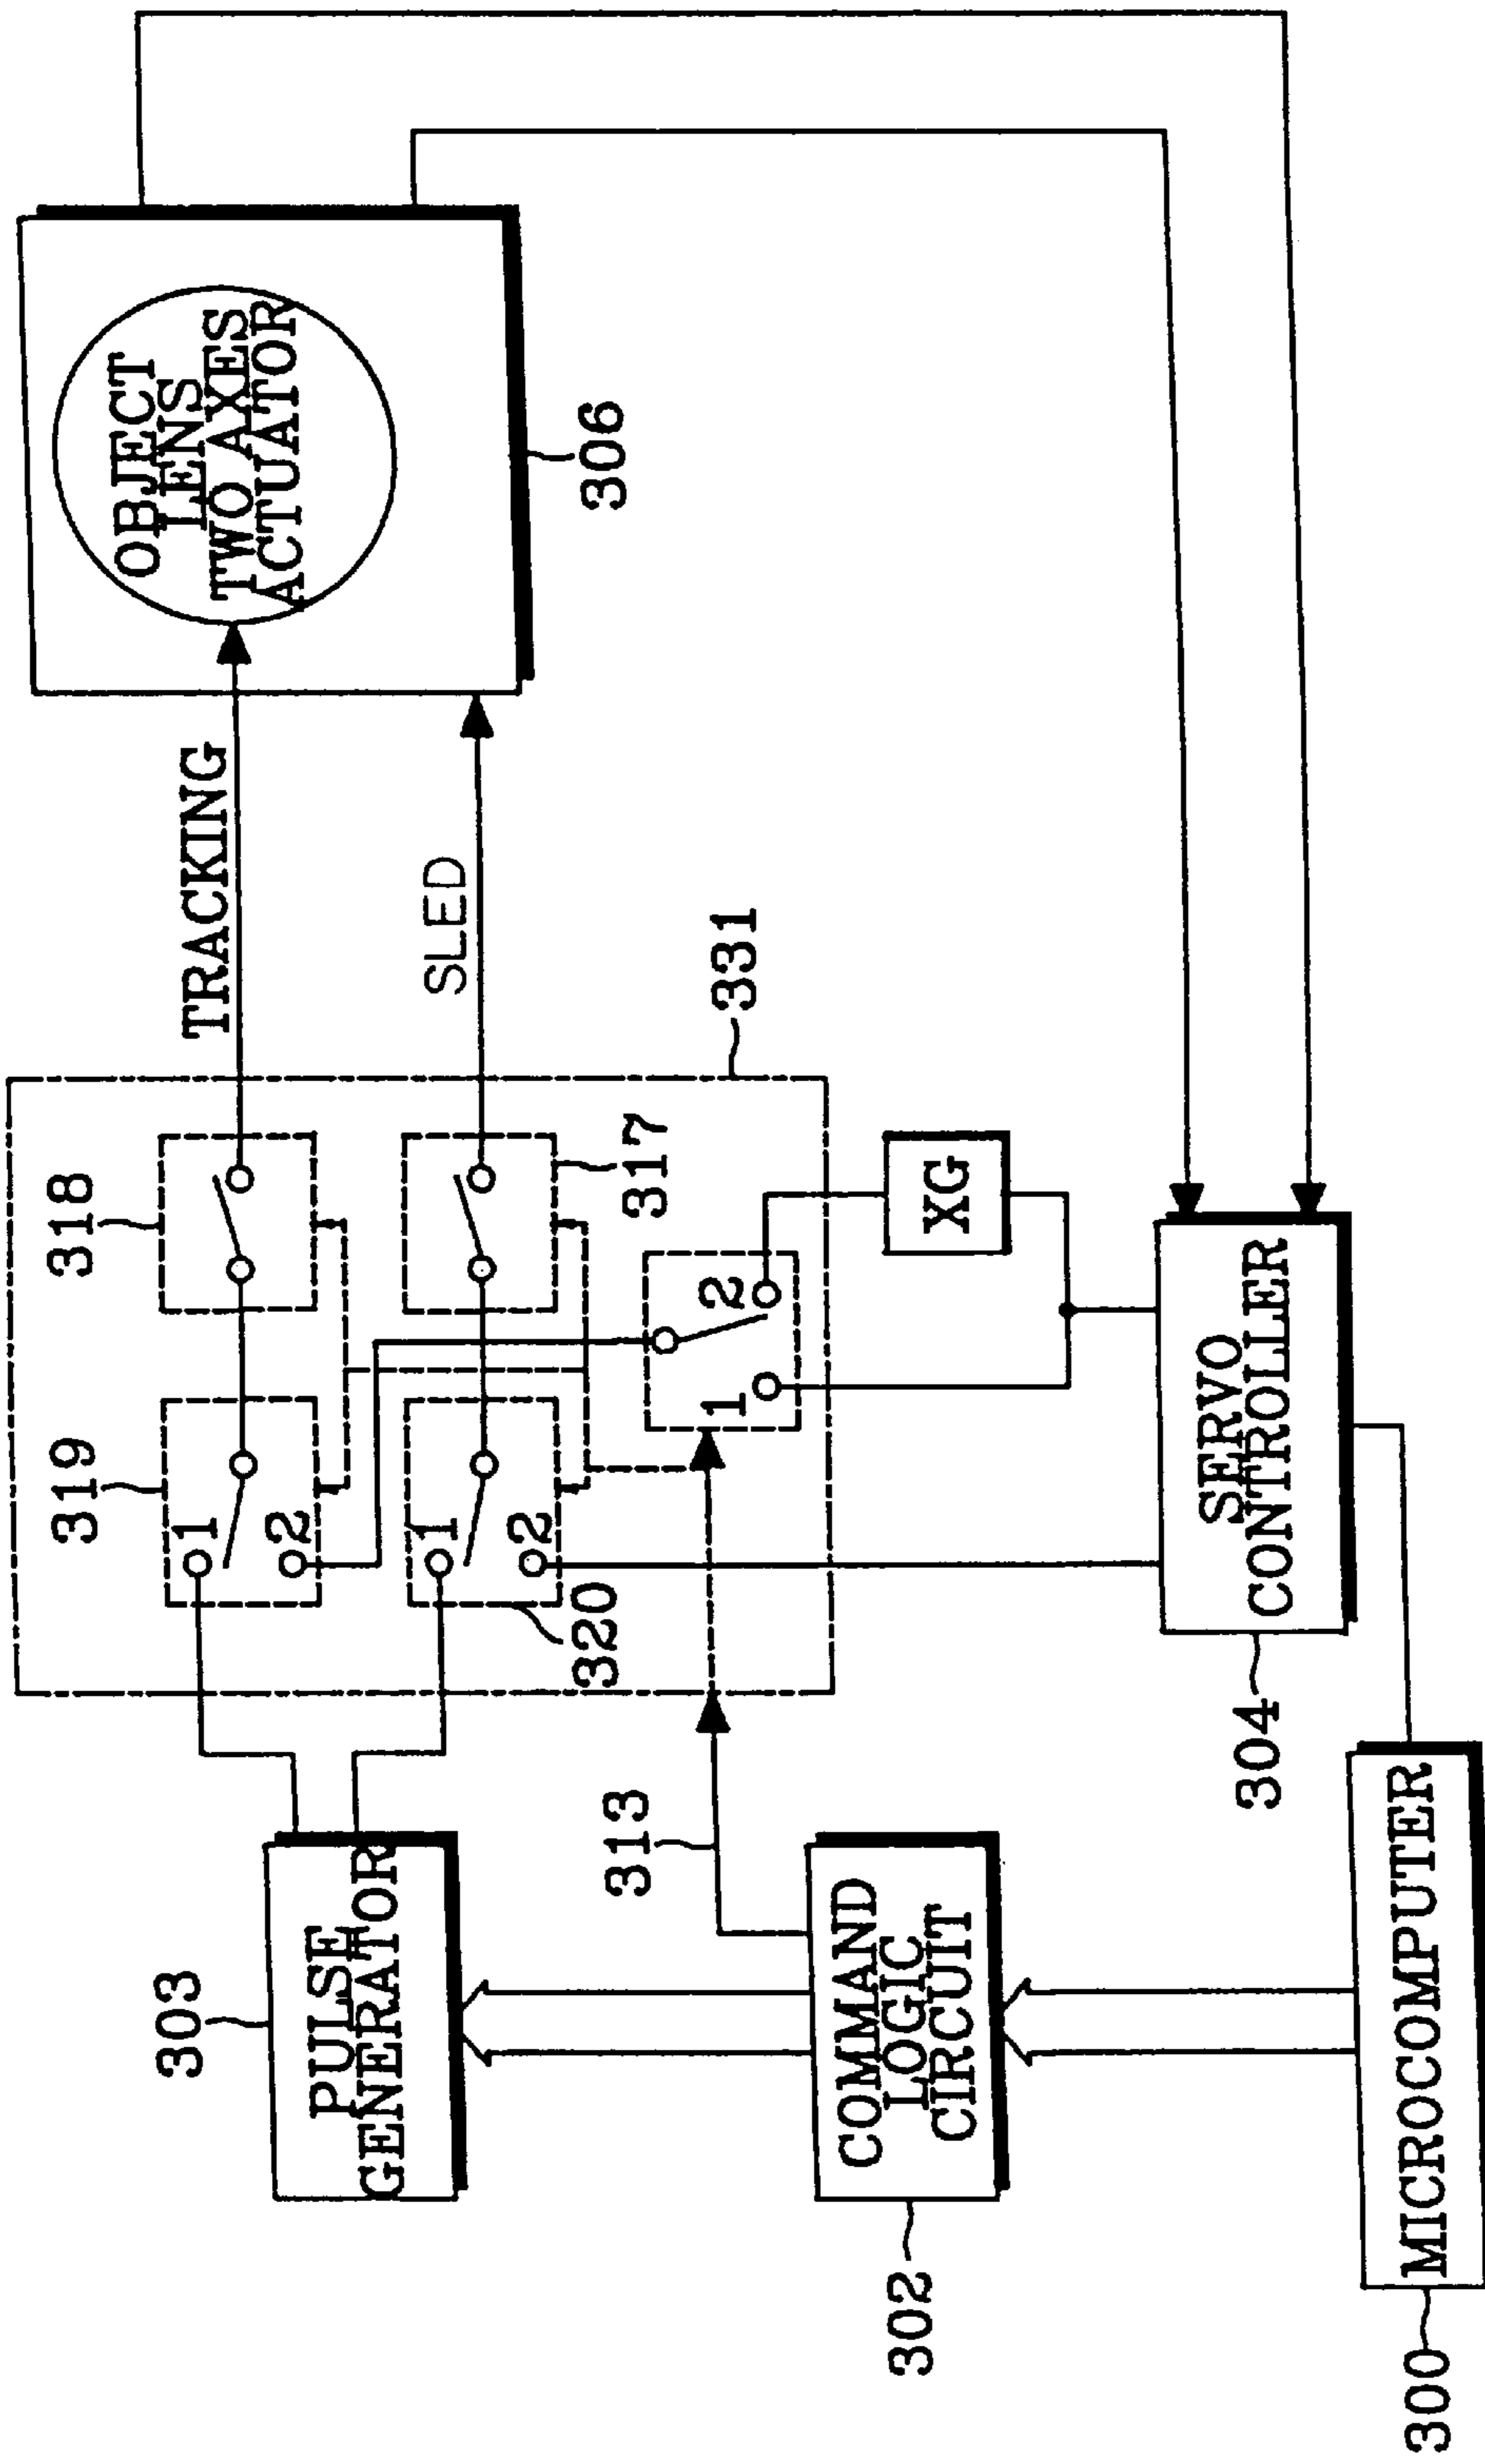 303
PULSE
GENERATOR
302
COMMAND
LOGIC
CIRCUIT
300
MICROCOMPUTER
313
319
1
2
318
320
1
2
317
1
2
331
XG
304
SERVO
CONTROLLER
TRACKING
SLED
OBJECT
LENS
TWO AXES
ACTUATOR
306